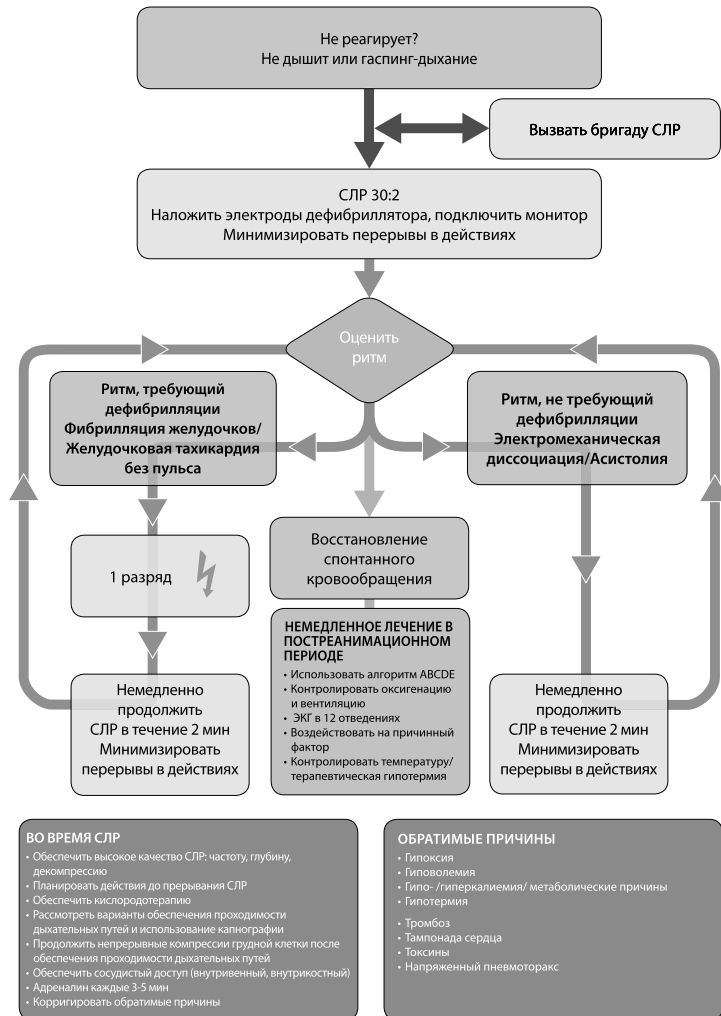 Не реагирует?
Не дышит или гаспинг-дыхание
Вызвать бригаду СЛР
СЛР 30:2
Наложить электроды дефибриллятора, подключить монитор
Минимизировать перерывы в действиях
Оценить
ритм
Ритм, требующий
дефибрилляции
Фибрилляция желудочков/
Желудочковая тахикардия
без пульса
Ритм, не требующий
дефибрилляции
Электромеханическая
диссоциация/Асистолия
1 разряд
Восстановление
спонтанного
кровообращения
НЕМЕДЛЕННОЕ ЛЕЧЕНИЕ В
ПОСТРЕАНИМАЦИОННОМ
ПЕРИОДЕ
• Использовать алгоритм ABCDE
• Контролировать оксигенацию
и вентиляцию
• ЭКГ в 12 отведениях
• Воздействовать на причинный
фактор
• Контролировать температуру/
терапевтическая гипотермия
Немедленно
продолжить
СЛР в течение 2 мин
Минимизировать
перерывы в действиях
Немедленно
продолжить
СЛР в течение 2 мин
Минимизировать
перерывы в действиях
ВО ВРЕМЯ СЛР
• Обеспечить высокое качество СЛР: частоту, глубину,
декомпрессию
• Планировать действия до прерывания СЛР
• Обеспечить кислородотерапию
• Рассмотреть варианты обеспечения проходимости
дыхательных путей и использование капнографии
• Продолжить непрерывные компрессии грудной клетки после
обеспечения проходимости дыхательных путей
• Обеспечить сосудистый доступ (внутривенный, внутрикостный)
• Адреналин каждые 3-5 мин
• Корригировать обратимые причины
ОБРАТИМЫЕ ПРИЧИНЫ
• Гипоксия
• Гиповолемия
• Гипо- /гиперкалиемия/ метаболические причины
• Гипотермия
• Тромбоз
• Тампонада сердца
• Токсины
• Напряженный пневмоторакс